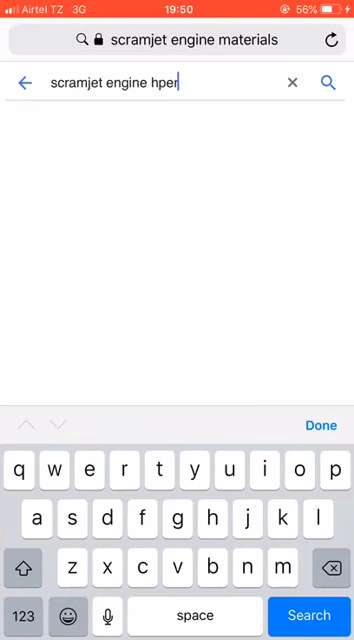 Airtel TZ 3G 19:50 56%
scramjet engine materials
scramjet engine hper
Done
q w e r t y u i o p
a s d f g h j k l
z x c v b n m
123 space Search